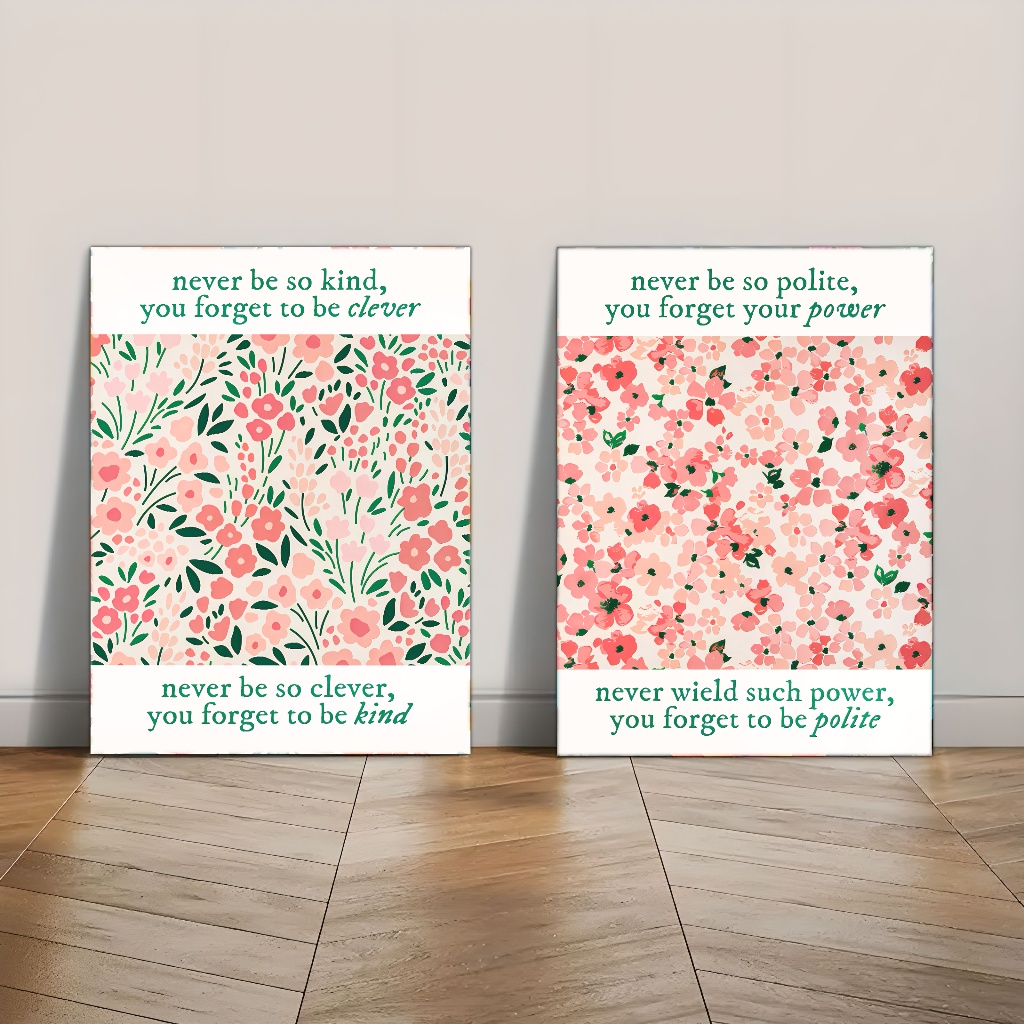 never be so kind,
you forget to be clever
never be so clever,
you forget to be kind
never be so polite,
you forget your power
never wield such power,
you forget to be polite